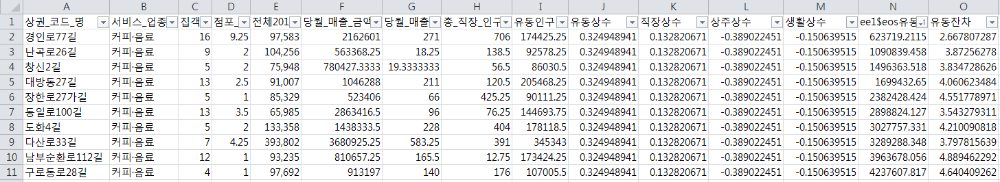 A B C D E F G H I J K L M N O
1 상권_코드_명 서비스_업종 집객 점포_ 전체201 당월_매출_금액 당월_매출 총_직장_인구 유동인구 유동상수 직장상수 상주상수 생활상수 ee1$eos유동 유동잔차
2 경인로77길 커피·음료 16 9.25 97,583 2162601 271 706 174425.25 0.324948941 0.132820671 -0.389022451 -0.150639515 623719.2115 2.667807287
3 난곡로26길 커피·음료 9 2 104,256 563368.25 18.25 138.5 92578.25 0.324948941 0.132820671 -0.389022451 -0.150639515 1090839.458 3.87256278
4 창신2길 커피·음료 5 2 75,948 780427.3333 19.3333333 56.5 86030.5 0.324948941 0.132820671 -0.389022451 -0.150639515 1496363.518 3.834728626
5 대방동27길 커피·음료 13 2.5 91,007 1046288 211 120.5 205468.25 0.324948941 0.132820671 -0.389022451 -0.150639515 1699432.65 4.060623484
6 장한로27가길 커피·음료 5 1 85,329 523406 66 425.25 90111.25 0.324948941 0.132820671 -0.389022451 -0.150639515 2382428.424 4.551778971
7 동일로100길 커피·음료 13 3.5 65,985 2863416.5 96 76.25 144693.75 0.324948941 0.132820671 -0.389022451 -0.150639515 2898824.127 3.543279311
8 도화4길 커피·음료 5 2 133,358 1438333.5 228 404 178118.5 0.324948941 0.132820671 -0.389022451 -0.150639515 3027757.331 4.210090818
9 다산로33길 커피·음료 7 4.25 393,802 3680925.25 583.25 391 345343 0.324948941 0.132820671 -0.389022451 -0.150639515 3289288.348 3.797815639
10 남부순환로112길 커피·음료 12 1 93,235 810657.25 165.5 12.75 173424.25 0.324948941 0.132820671 -0.389022451 -0.150639515 3963678.056 4.889462292
11 구로동로28길 커피·음료 4 1 97,692 913197 140 176 107005.5 0.324948941 0.132820671 -0.389022451 -0.150639515 4237607.817 4.640409262